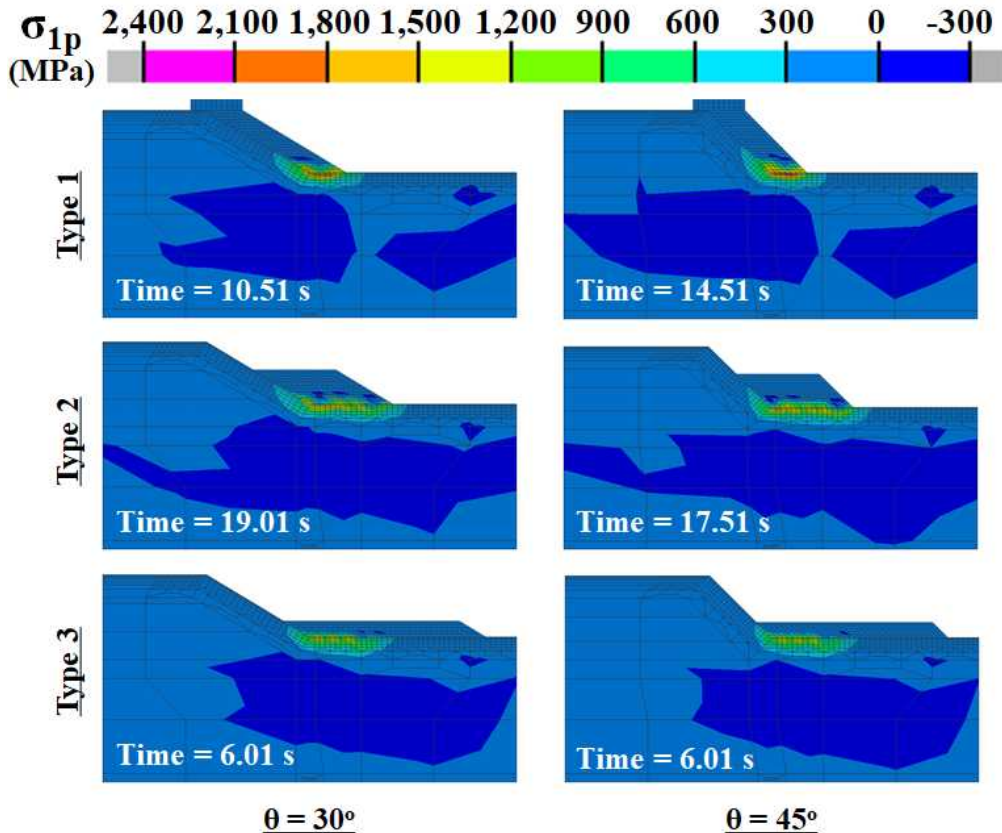 σ1p
(MPa)
2,400 2,100 1,800 1,500 1,200 900 600 300 0 -300
Type 1
Time = 10.51 s
Time = 14.51 s
Type 2
Time = 19.01 s
Time = 17.51 s
Type 3
Time = 6.01 s
Time = 6.01 s
θ = 30º
θ = 45º